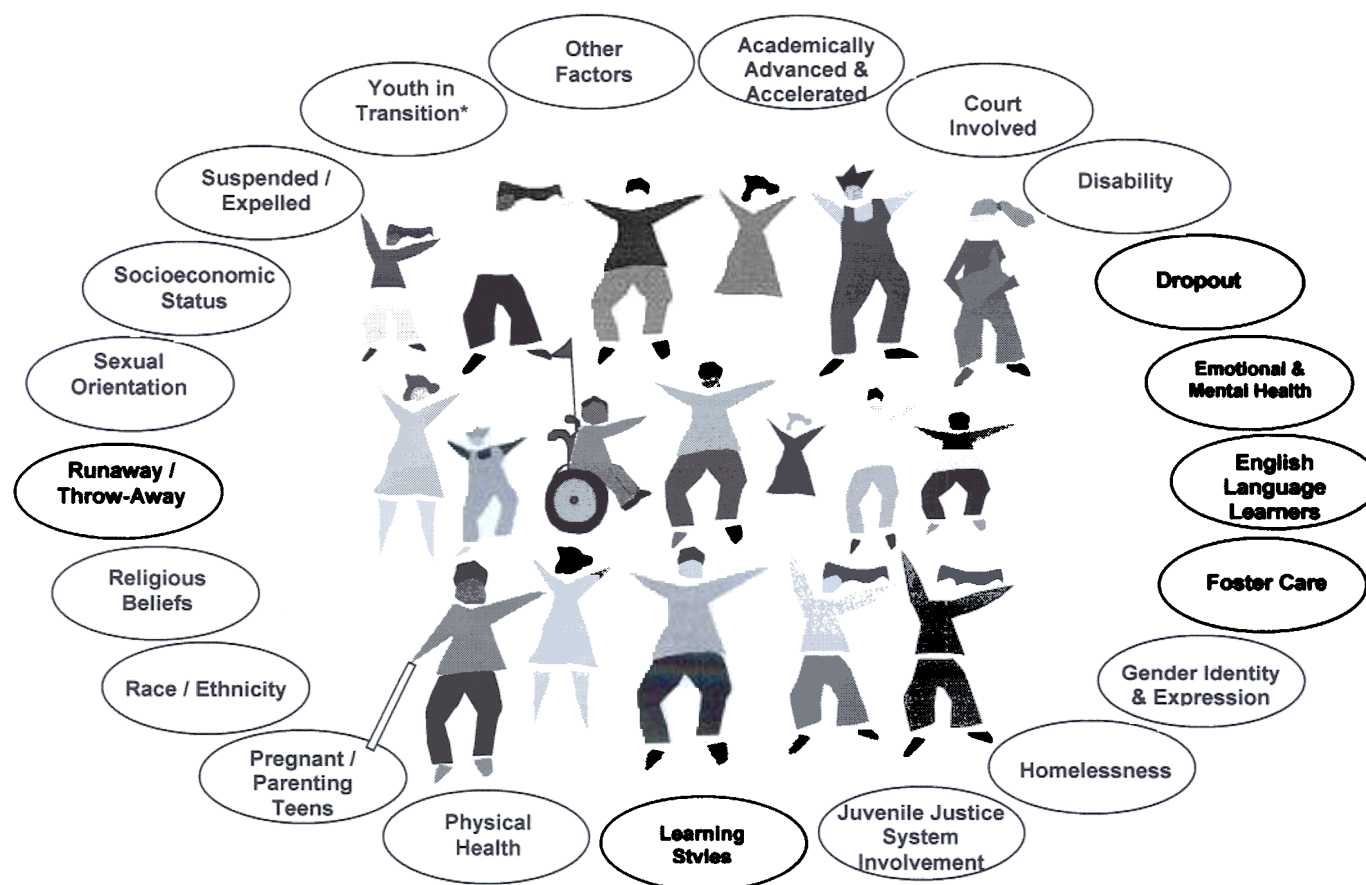 Other
Factors
Academically
Advanced &
Accelerated
Court
Involved
Disability
Dropout
Emotional &
Mental Health
English
Language
Learners
Foster Care
Gender Identity
& Expression
Homelessness
Juvenile Justice
System
Involvement
Learning
Styles
Physical
Health
Pregnant /
Parenting
Teens
Race / Ethnicity
Religious
Beliefs
Runaway /
Throw-Away
Sexual
Orientation
Socioeconomic
Status
Suspended /
Expelled
Youth in
Transition*